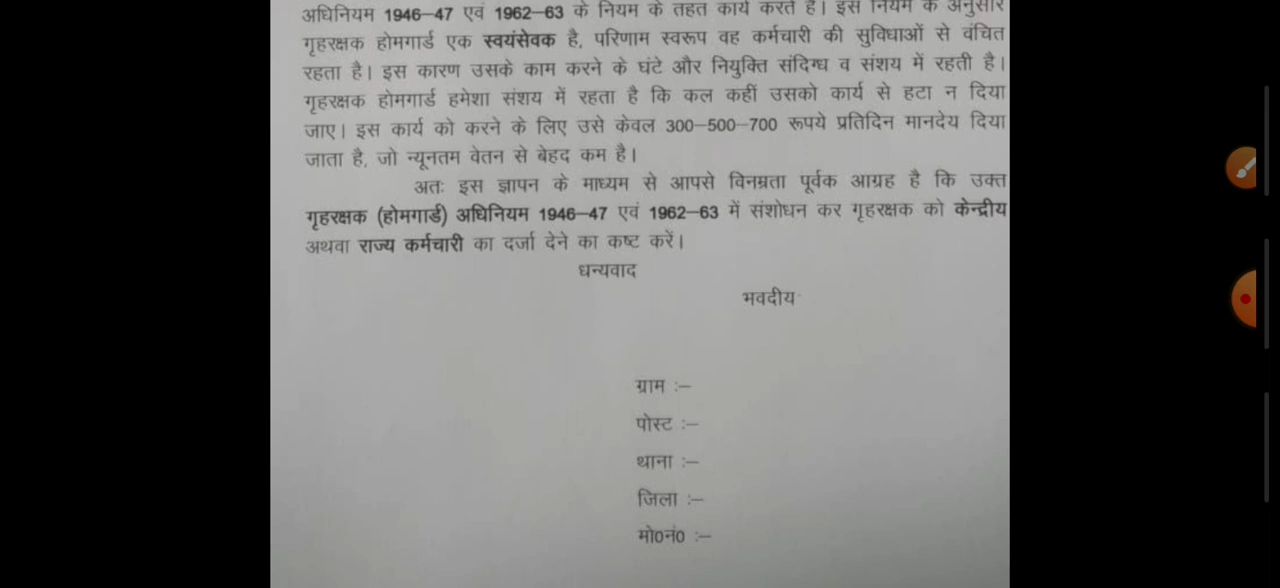 अधिनियम 1946–47 एवं 1962–63 के नियम के तहत कार्य करते हैं। इस नियम के अनुसार
गृहरक्षक होमगार्ड एक स्वयंसेवक है, परिणाम स्वरूप वह कर्मचारी की सुविधाओं से वंचित
रहता है। इस कारण उसके काम करने के घंटे और नियुक्ति संदिग्ध व संशय में रहती है।
गृहरक्षक होमगार्ड हमेशा संशय में रहता है कि कल कहीं उसको कार्य से हटा न दिया
जाए। इस कार्य को करने के लिए उसे केवल 300–500–700 रूपये प्रतिदिन मानदेय दिया
जाता है, जो न्यूनतम वेतन से बेहद कम है।
अतः इस ज्ञापन के माध्यम से आपसे विनम्रता पूर्वक आग्रह है कि उक्त
गृहरक्षक (होमगार्ड) अधिनियम 1946–47 एवं 1962–63 में संशोधन कर गृहरक्षक को केन्द्रीय
अथवा राज्य कर्मचारी का दर्जा देने का कष्ट करें।
धन्यवाद
भवदीय
ग्राम :–
पोस्ट :–
थाना :–
जिला :–
मो0नं0 :–